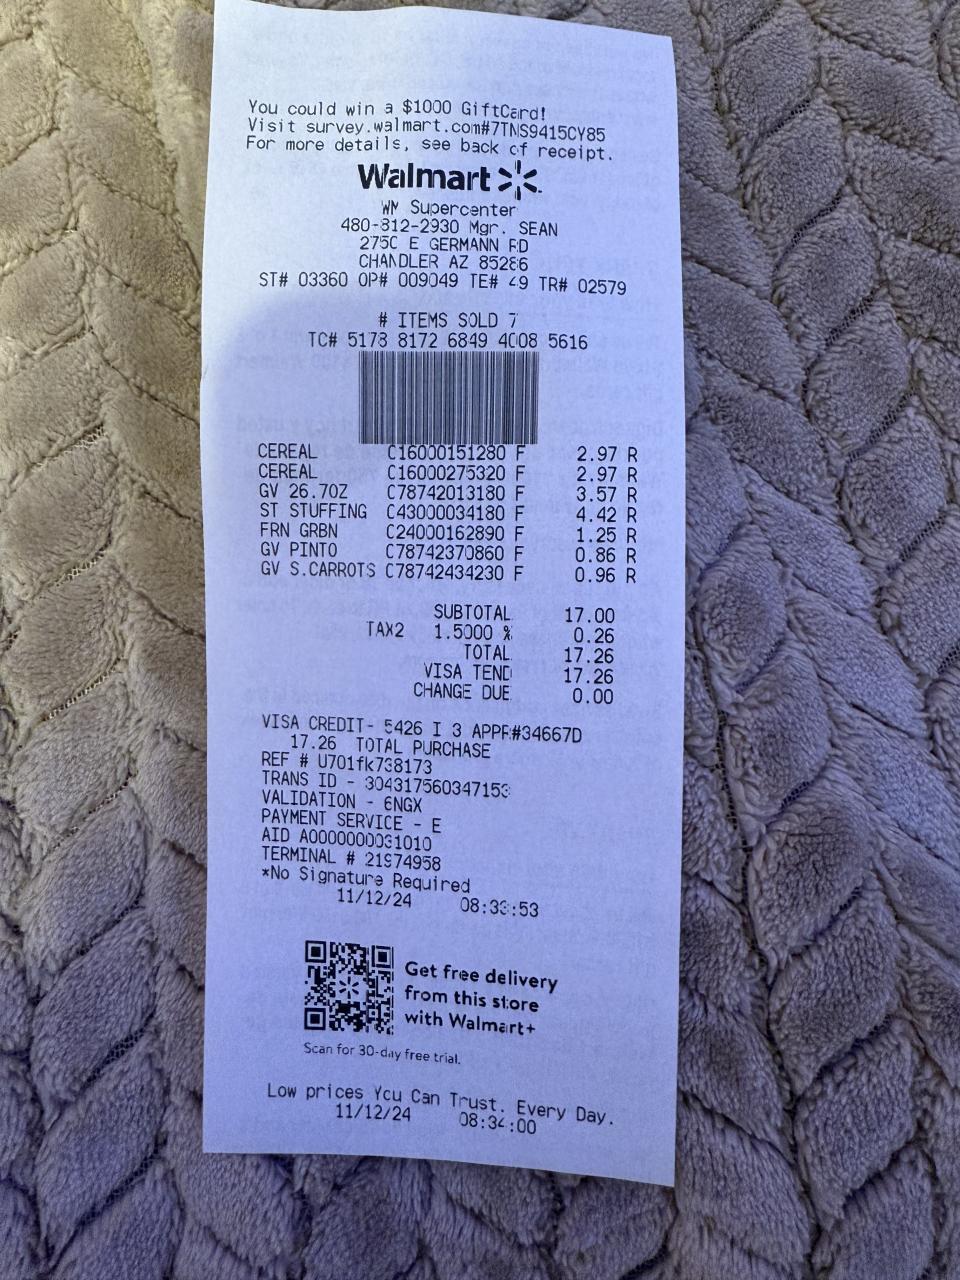 You could win a $1000 GiftCard!
Visit survey.walmart.com#7TNS9415CY85
For more details, see back of receipt.
Walmart
WM Supercenter
480-812-2930 Mgr. SEAN
2750 E GERMANN RD
CHANDLER AZ 85286
ST# 03360 OP# 009049 TE# 49 TR# 02579
# ITEMS SOLD 7
TC# 5173 8172 6849 4008 5616
CEREAL C16000151280 F 2.97 R
CEREAL C16000275320 F 2.97 R
GV 26.7OZ C78742013180 F 3.57 R
ST STUFFING C43000034180 F 4.42 R
FRN GRBN C24000162890 F 1.25 R
GV PINTO C78742370860 F 0.86 R
GV S.CARROTS C78742434230 F 0.96 R
SUBTOTAL 17.00
TAX2 1.5000 % 0.26
TOTAL 17.26
VISA TEND 17.26
CHANGE DUE 0.00
VISA CREDIT- 5426 I 3 APPR#34667D
17.26 TOTAL PURCHASE
REF # U701fk738173
TRANS ID - 304317560347153
VALIDATION - 6NGX
PAYMENT SERVICE - E
AID A0000000031010
TERMINAL # 21974958
*No Signature Required
11/12/24 08:33:53
Get free delivery
from this store
with Walmart+
Scan for 30-day free trial.
Low prices You Can Trust. Every Day.
11/12/24 08:34:00